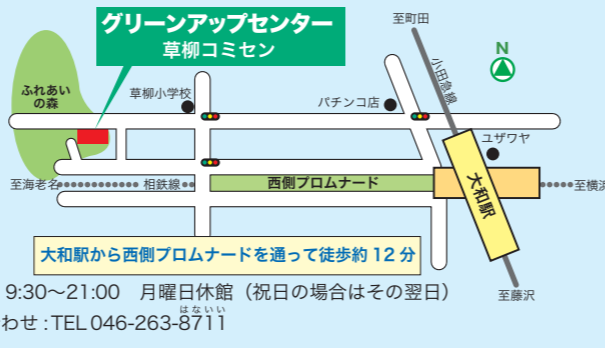 グリーンアップセンター
草柳コミセン
至町田
N
小田急線
ふれあい
の森
草柳小学校
パチンコ店
ユザワヤ
至海老名
相鉄線
西側プロムナード
大和駅
至横浜
大和駅から西側プロムナードを通って徒歩約 12 分
至藤沢
9:30〜21:00 月曜日休館（祝日の場合はその翌日）
はないい
わせ : TEL 046-263-8711